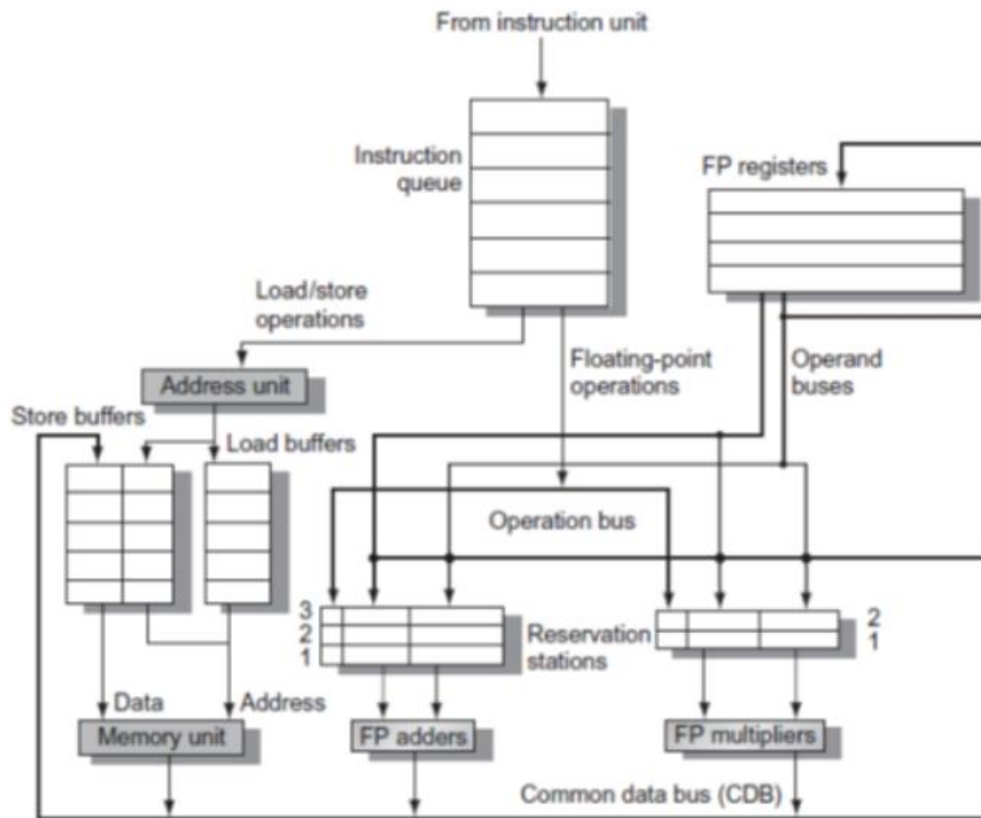 From instruction unit
Instruction
queue
FP registers
Load/store
operations
Floating-point
operations
Operand
buses
Address unit
Store buffers
Load buffers
Operation bus
3
2
1
Reservation
stations
2
1
Data
Address
Memory unit
FP adders
FP multipliers
Common data bus (CDB)